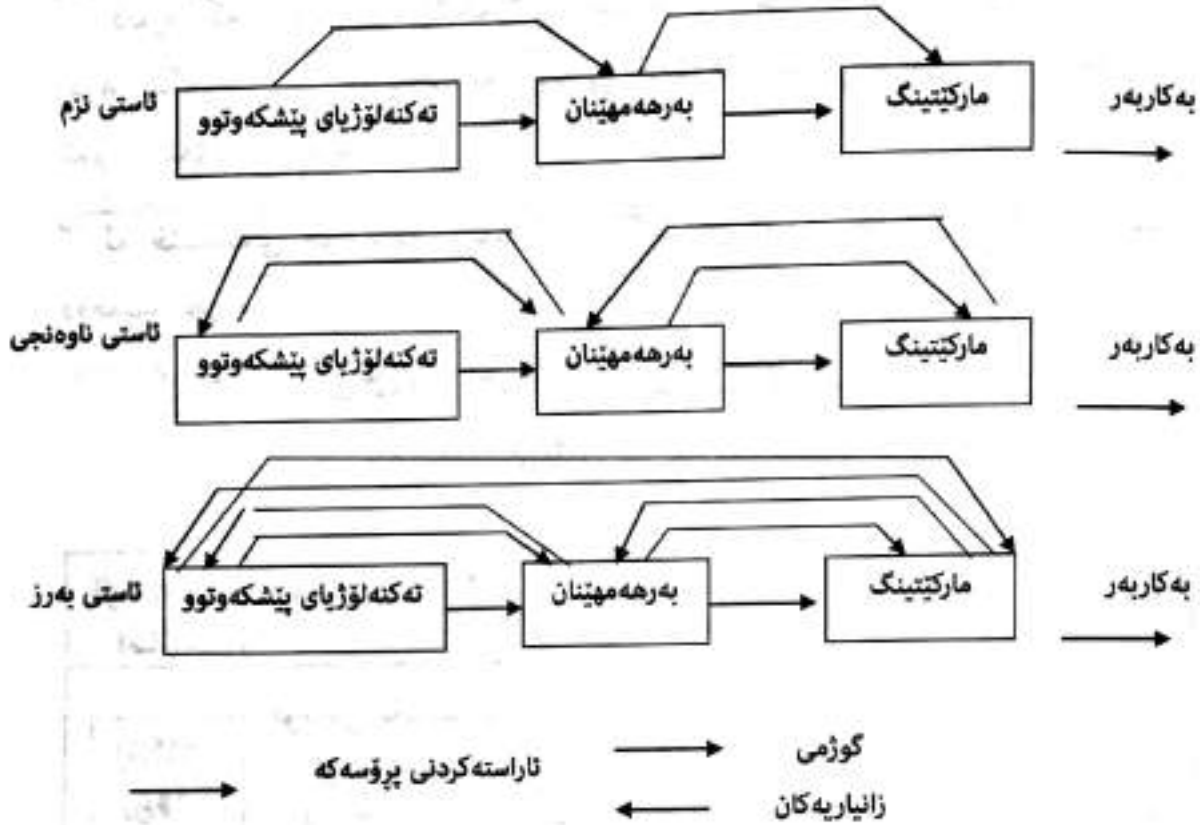 ئاستی نزم
تەکنەلۆژیای پێشکەوتوو
بەرهەمهێنان
مارکێتینگ
بەکاربەر
ئاستی ناوەنجی
تەکنەلۆژیای پێشکەوتوو
بەرهەمهێنان
مارکێتینگ
بەکاربەر
ئاستی بەرز
تەکنەلۆژیای پێشکەوتوو
بەرهەمهێنان
مارکێتینگ
بەکاربەر
گوژمی
ئاراستەکردنی پرۆسەکە
زانیاریەکان